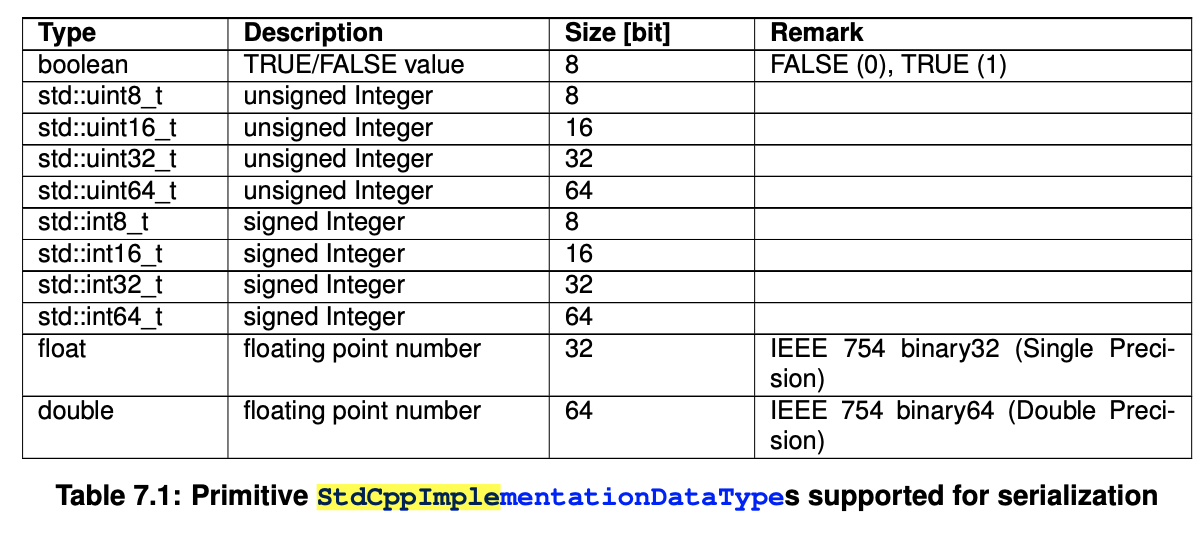 Type Description Size [bit] Remark
boolean TRUE/FALSE value 8 FALSE (0), TRUE (1)
std::uint8_t unsigned Integer 8
std::uint16_t unsigned Integer 16
std::uint32_t unsigned Integer 32
std::uint64_t unsigned Integer 64
std::int8_t signed Integer 8
std::int16_t signed Integer 16
std::int32_t signed Integer 32
std::int64_t signed Integer 64
float floating point number 32 IEEE 754 binary32 (Single Preci-
sion)
double floating point number 64 IEEE 754 binary64 (Double Preci-
sion)
Table 7.1: Primitive StdCppImplementationDataTypes supported for serialization